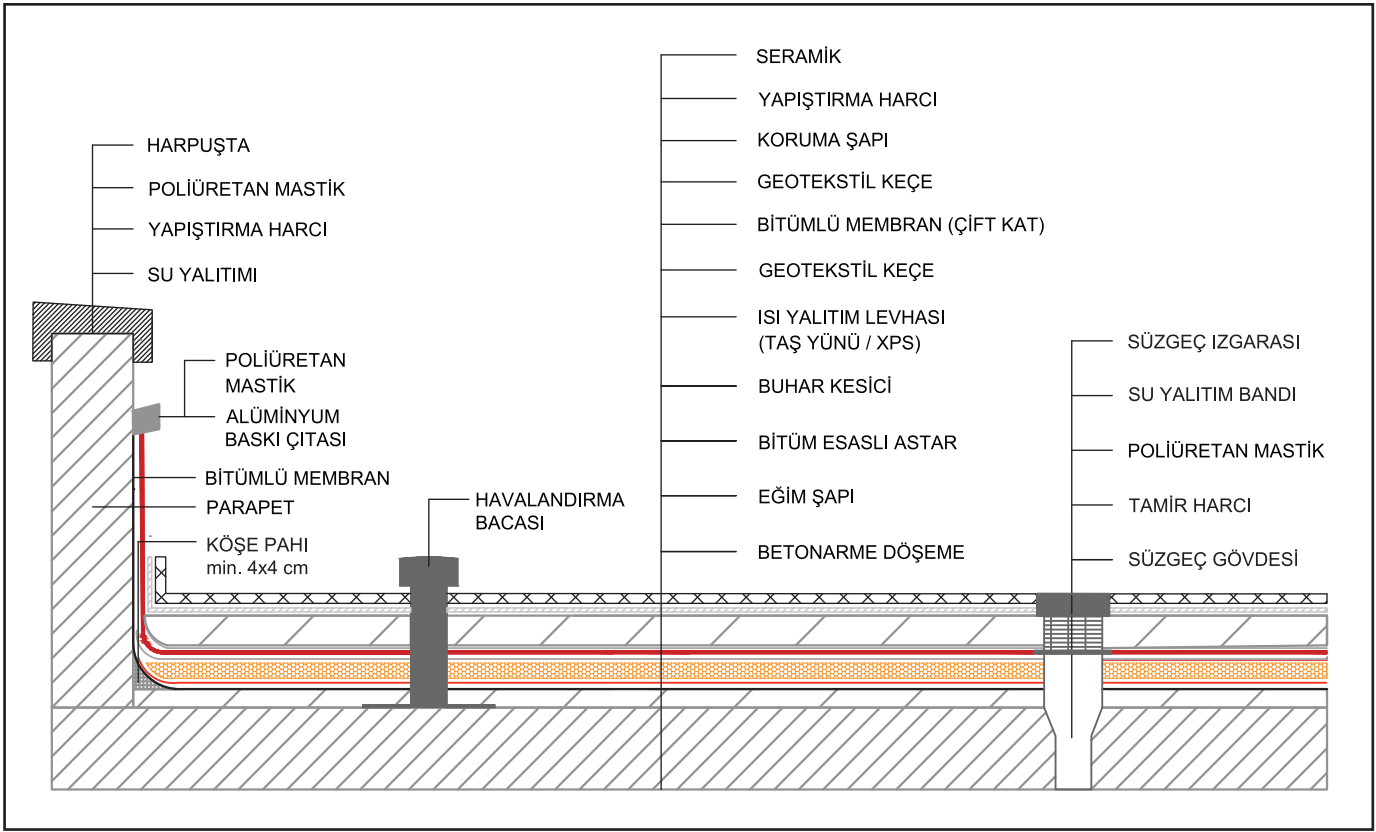 HARPUŞTA
POLİÜRETAN MASTİK
YAPIŞTIRMA HARCI
SU YALITIMI
POLİÜRETAN
MASTİK
ALÜMİNYUM
BASKI ÇITASI
BİTÜMLÜ MEMBRAN
PARAPET
KÖŞE PAHI
min. 4x4 cm
HAVALANDIRMA
BACASI
SERAMİK
YAPIŞTIRMA HARCI
KORUMA ŞAPI
GEOTEKSTİL KEÇE
BİTÜMLÜ MEMBRAN (ÇİFT KAT)
GEOTEKSTİL KEÇE
ISI YALITIM LEVHASI
(TAŞ YÜNÜ / XPS)
BUHAR KESİCİ
BİTÜM ESASLI ASTAR
EĞİM ŞAPI
BETONARME DÖŞEME
SÜZGEÇ IZGARASI
SU YALITIM BANDI
POLİÜRETAN MASTİK
TAMİR HARCI
SÜZGEÇ GÖVDESİ